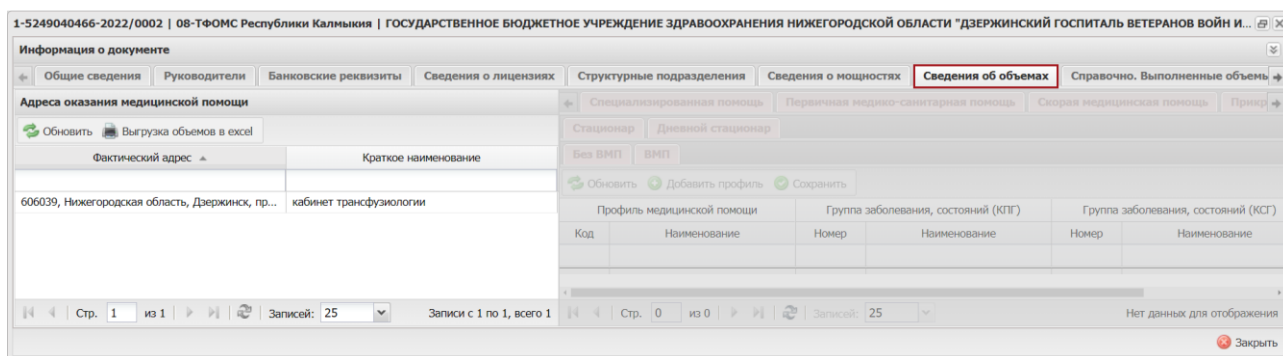 1-5249040466-2022/0002 | 08-ТФОМС Республики Калмыкия | ГОСУДАРСТВЕННОЕ БЮДЖЕТНОЕ УЧРЕЖДЕНИЕ ЗДРАВООХРАНЕНИЯ НИЖЕГОРОДСКОЙ ОБЛАСТИ "ДЗЕРЖИНСКИЙ ГОСПИТАЛЬ ВЕТЕРАНОВ ВОЙН И...
Информация о документе
Общие сведения Руководители Банковские реквизиты Сведения о лицензиях Структурные подразделения Сведения о мощностях Сведения об объемах Справочно. Выполненные объемы
Адреса оказания медицинской помощи
Обновить Выгрузка объемов в excel
Фактический адрес Краткое наименование
606039, Нижегородская область, Дзержинск, пр... кабинет трансфузиологии
Стр. 1 из 1 Записей: 25 Записи с 1 по 1, всего 1
Специализированная помощь Первичная медико-санитарная помощь Скорая медицинская помощь Прикр
Стационар Дневной стационар
Без ВМП ВМП
Обновить Добавить профиль Сохранить
Профиль медицинской помощи Группа заболевания, состояний (КПГ) Группа заболевания, состояний (КСГ)
Код Наименование Номер Наименование Номер Наименование
Стр. 0 из 0 Записей: 25 Нет данных для отображения
Закрыть